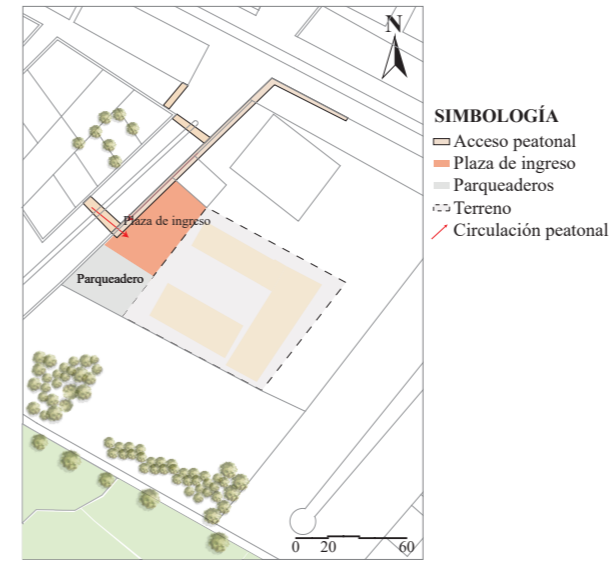 N
SIMBOLOGÍA
Acceso peatonal
Plaza de ingreso
Parqueaderos
Terreno
Circulación peatonal
Plaza de ingreso
Parqueadero
0 20 60